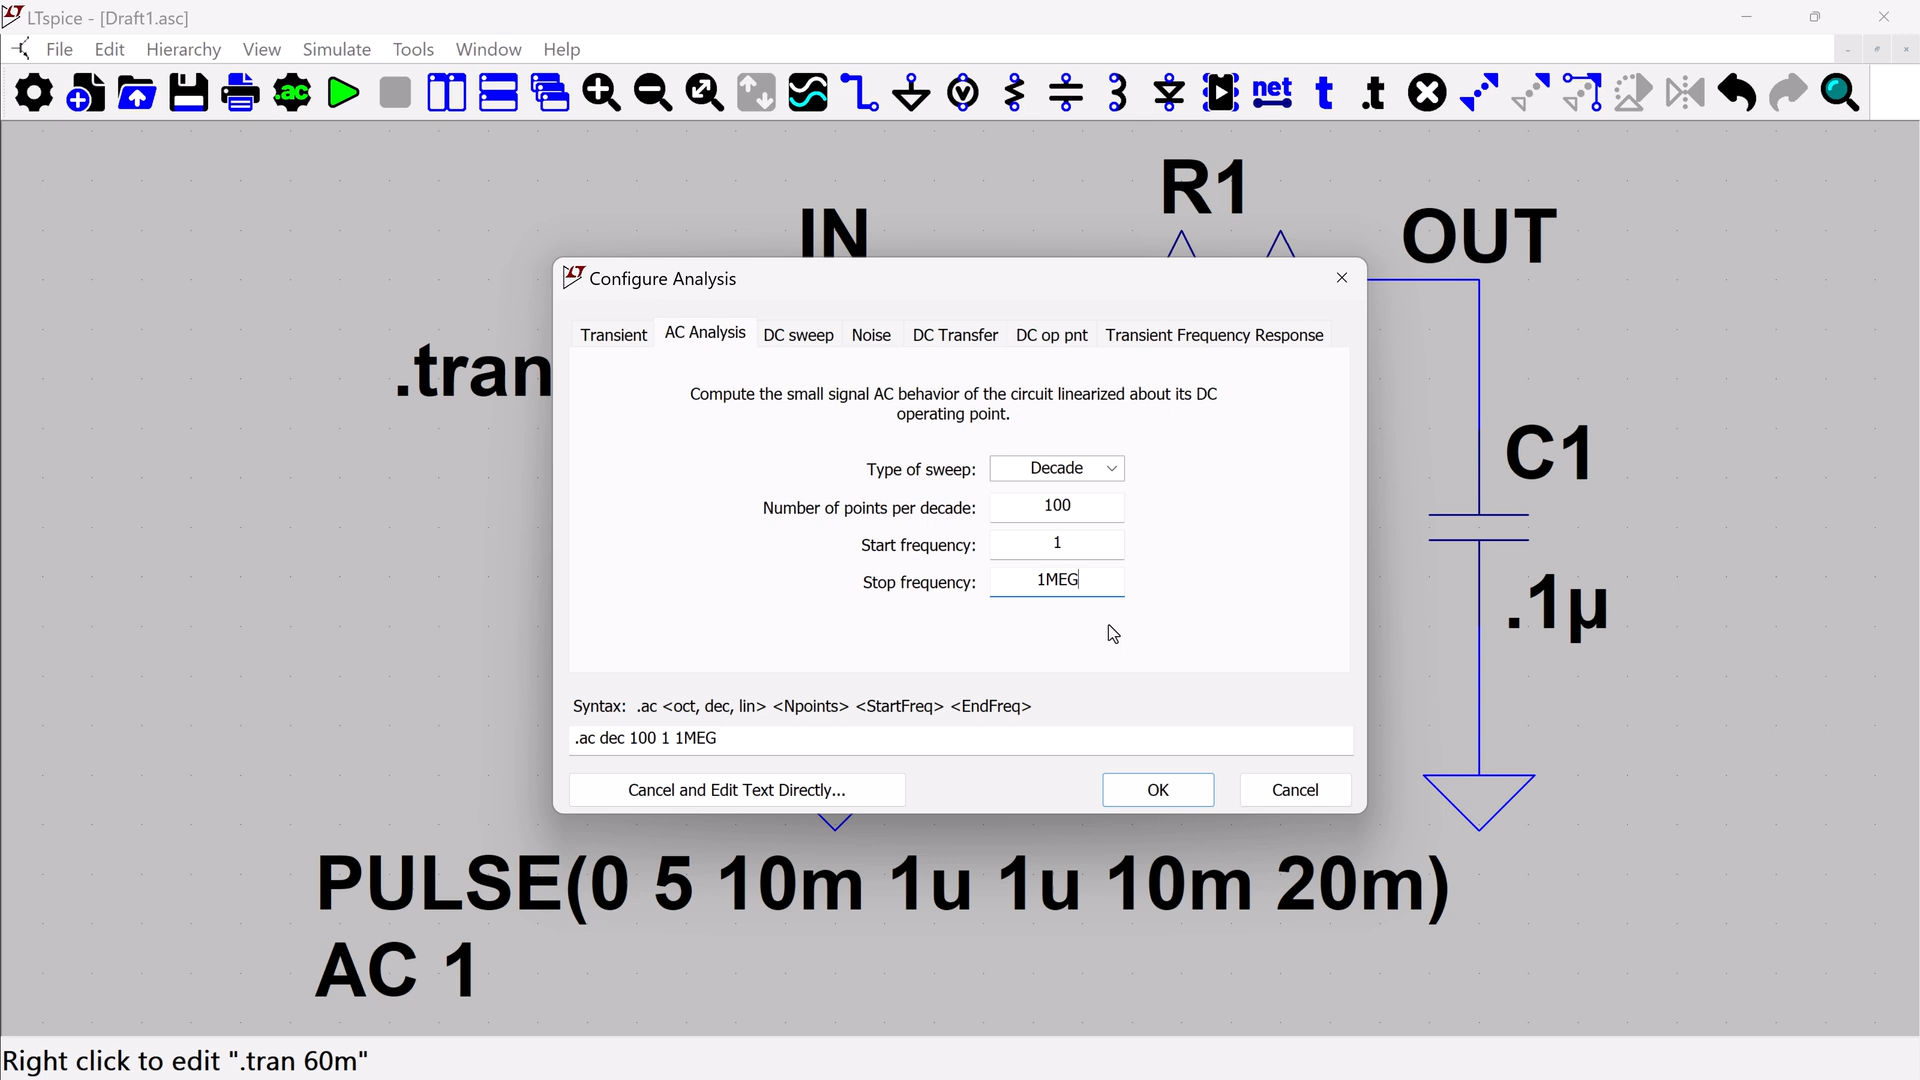 LTspice - [Draft1.asc]
File Edit Hierarchy View Simulate Tools Window Help
.ac net t .t
R1
IN
OUT
.tran
Configure Analysis
Transient AC Analysis DC sweep Noise DC Transfer DC op pnt Transient Frequency Response
Compute the small signal AC behavior of the circuit linearized about its DC
operating point.
Type of sweep: Decade
Number of points per decade: 100
Start frequency: 1
Stop frequency: 1MEG
C1
.1µ
Syntax: .ac <oct, dec, lin> <Npoints> <StartFreq> <EndFreq>
.ac dec 100 1 1MEG
Cancel and Edit Text Directly... OK Cancel
PULSE(0 5 10m 1u 1u 10m 20m)
AC 1
Right click to edit ".tran 60m"